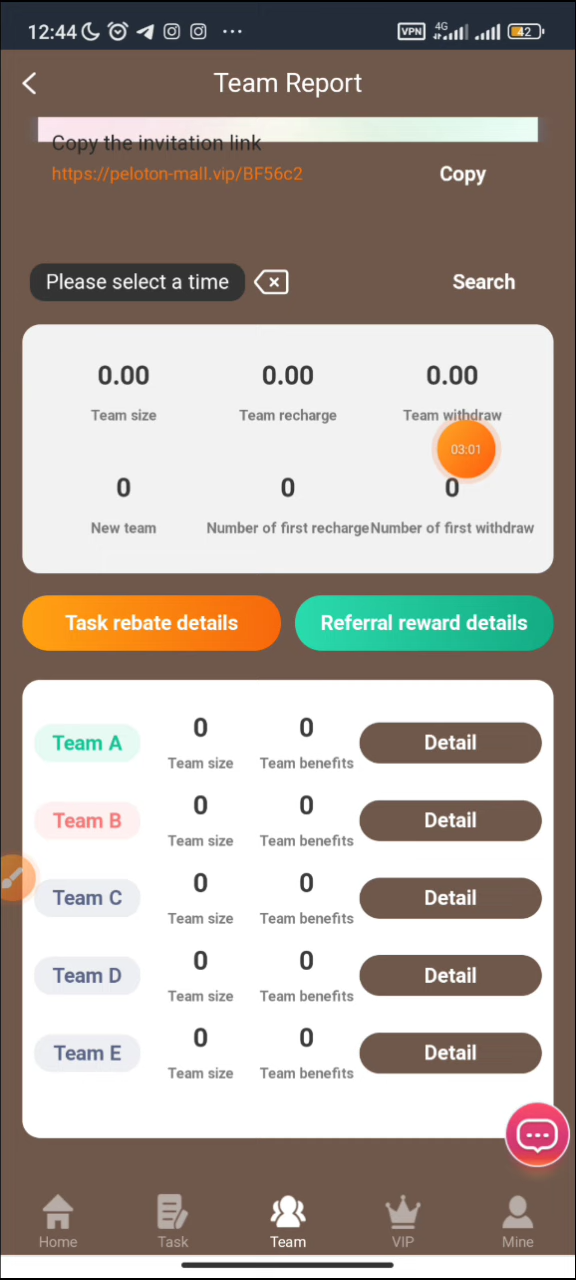 12:44
VPN 4G 42
Team Report
Copy the invitation link
https://peloton-mall.vip/BF56c2 Copy
Please select a time Search
0.00 0.00 0.00
Team size Team recharge Team withdraw
03:01
0 0 0
New team Number of first recharge Number of first withdraw
Task rebate details Referral reward details
0 0
Team A Detail
Team size Team benefits
0 0
Team B Detail
Team size Team benefits
0 0
Team C Detail
Team size Team benefits
0 0
Team D Detail
Team size Team benefits
0 0
Team E Detail
Team size Team benefits
Home Task Team VIP Mine